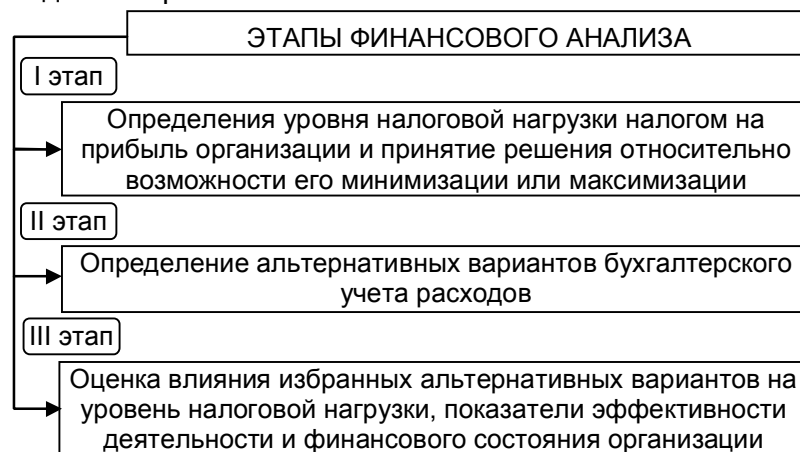 ЭТАПЫ ФИНАНСОВОГО АНАЛИЗА
I этап
Определения уровня налоговой нагрузки налогом на
прибыль организации и принятие решения относительно
возможности его минимизации или максимизации
II этап
Определение альтернативных вариантов бухгалтерского
учета расходов
III этап
Оценка влияния избранных альтернативных вариантов на
уровень налоговой нагрузки, показатели эффективности
деятельности и финансового состояния организации